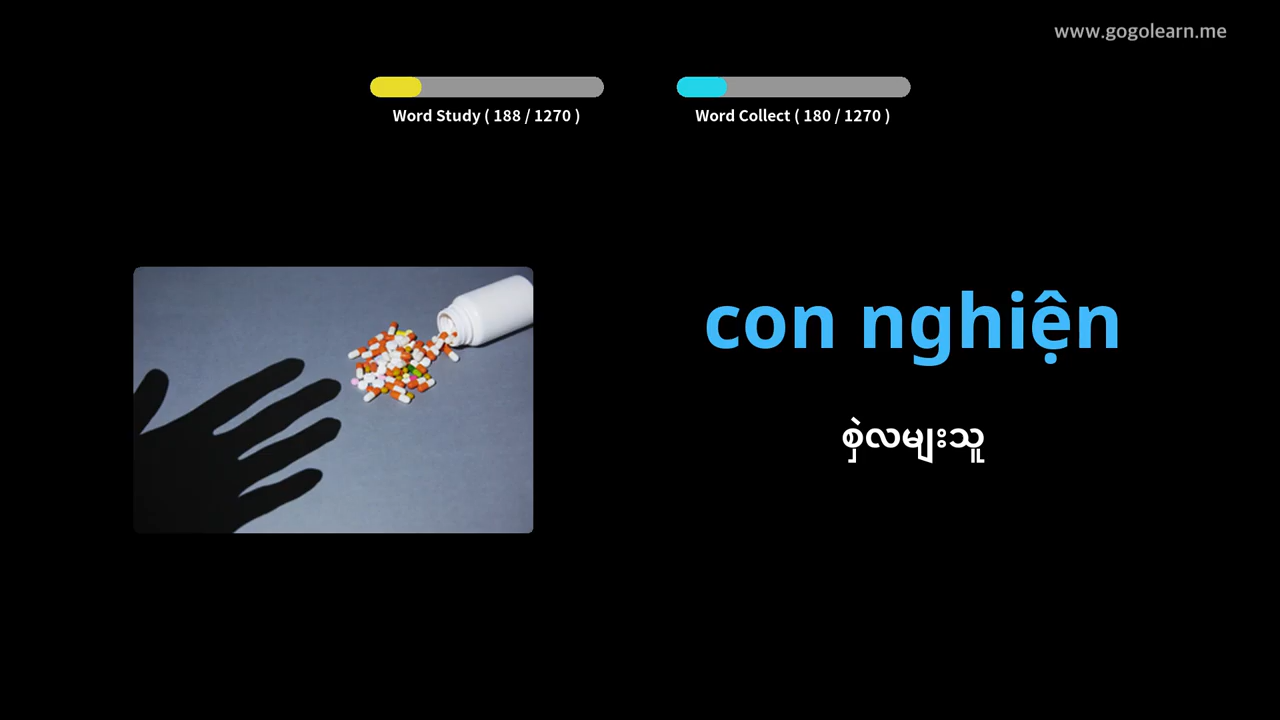 www.gogolearn.me
Word Study ( 188 / 1270 )
Word Collect ( 180 / 1270 )
con nghiện
စှဲလမျးသူ